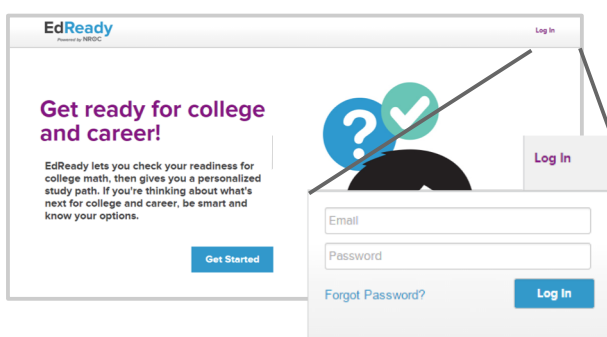 EdReady
Powered by NROC
Log In
Get ready for college
and career!
EdReady lets you check your readiness for
college math, then gives you a personalized
study path. If you're thinking about what's
next for college and career, be smart and
know your options.
Get Started
?
Log In
Email
Password
Forgot Password?
Log In